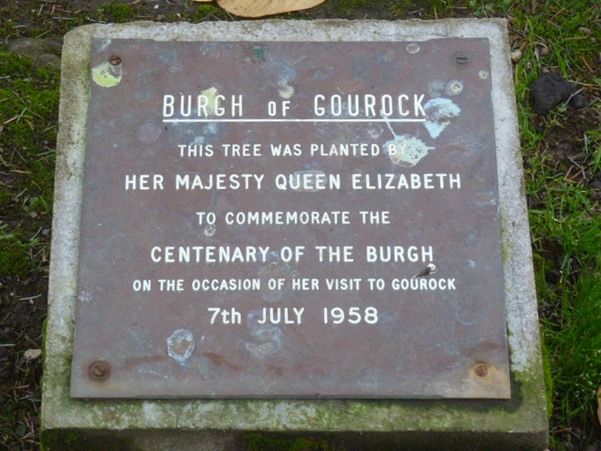 BURGH OF GOUROCK
THIS TREE WAS PLANTED BY
HER MAJESTY QUEEN ELIZABETH
TO COMMEMORATE THE
CENTENARY OF THE BURGH
ON THE OCCASION OF HER VISIT TO GOUROCK
7th JULY 1958